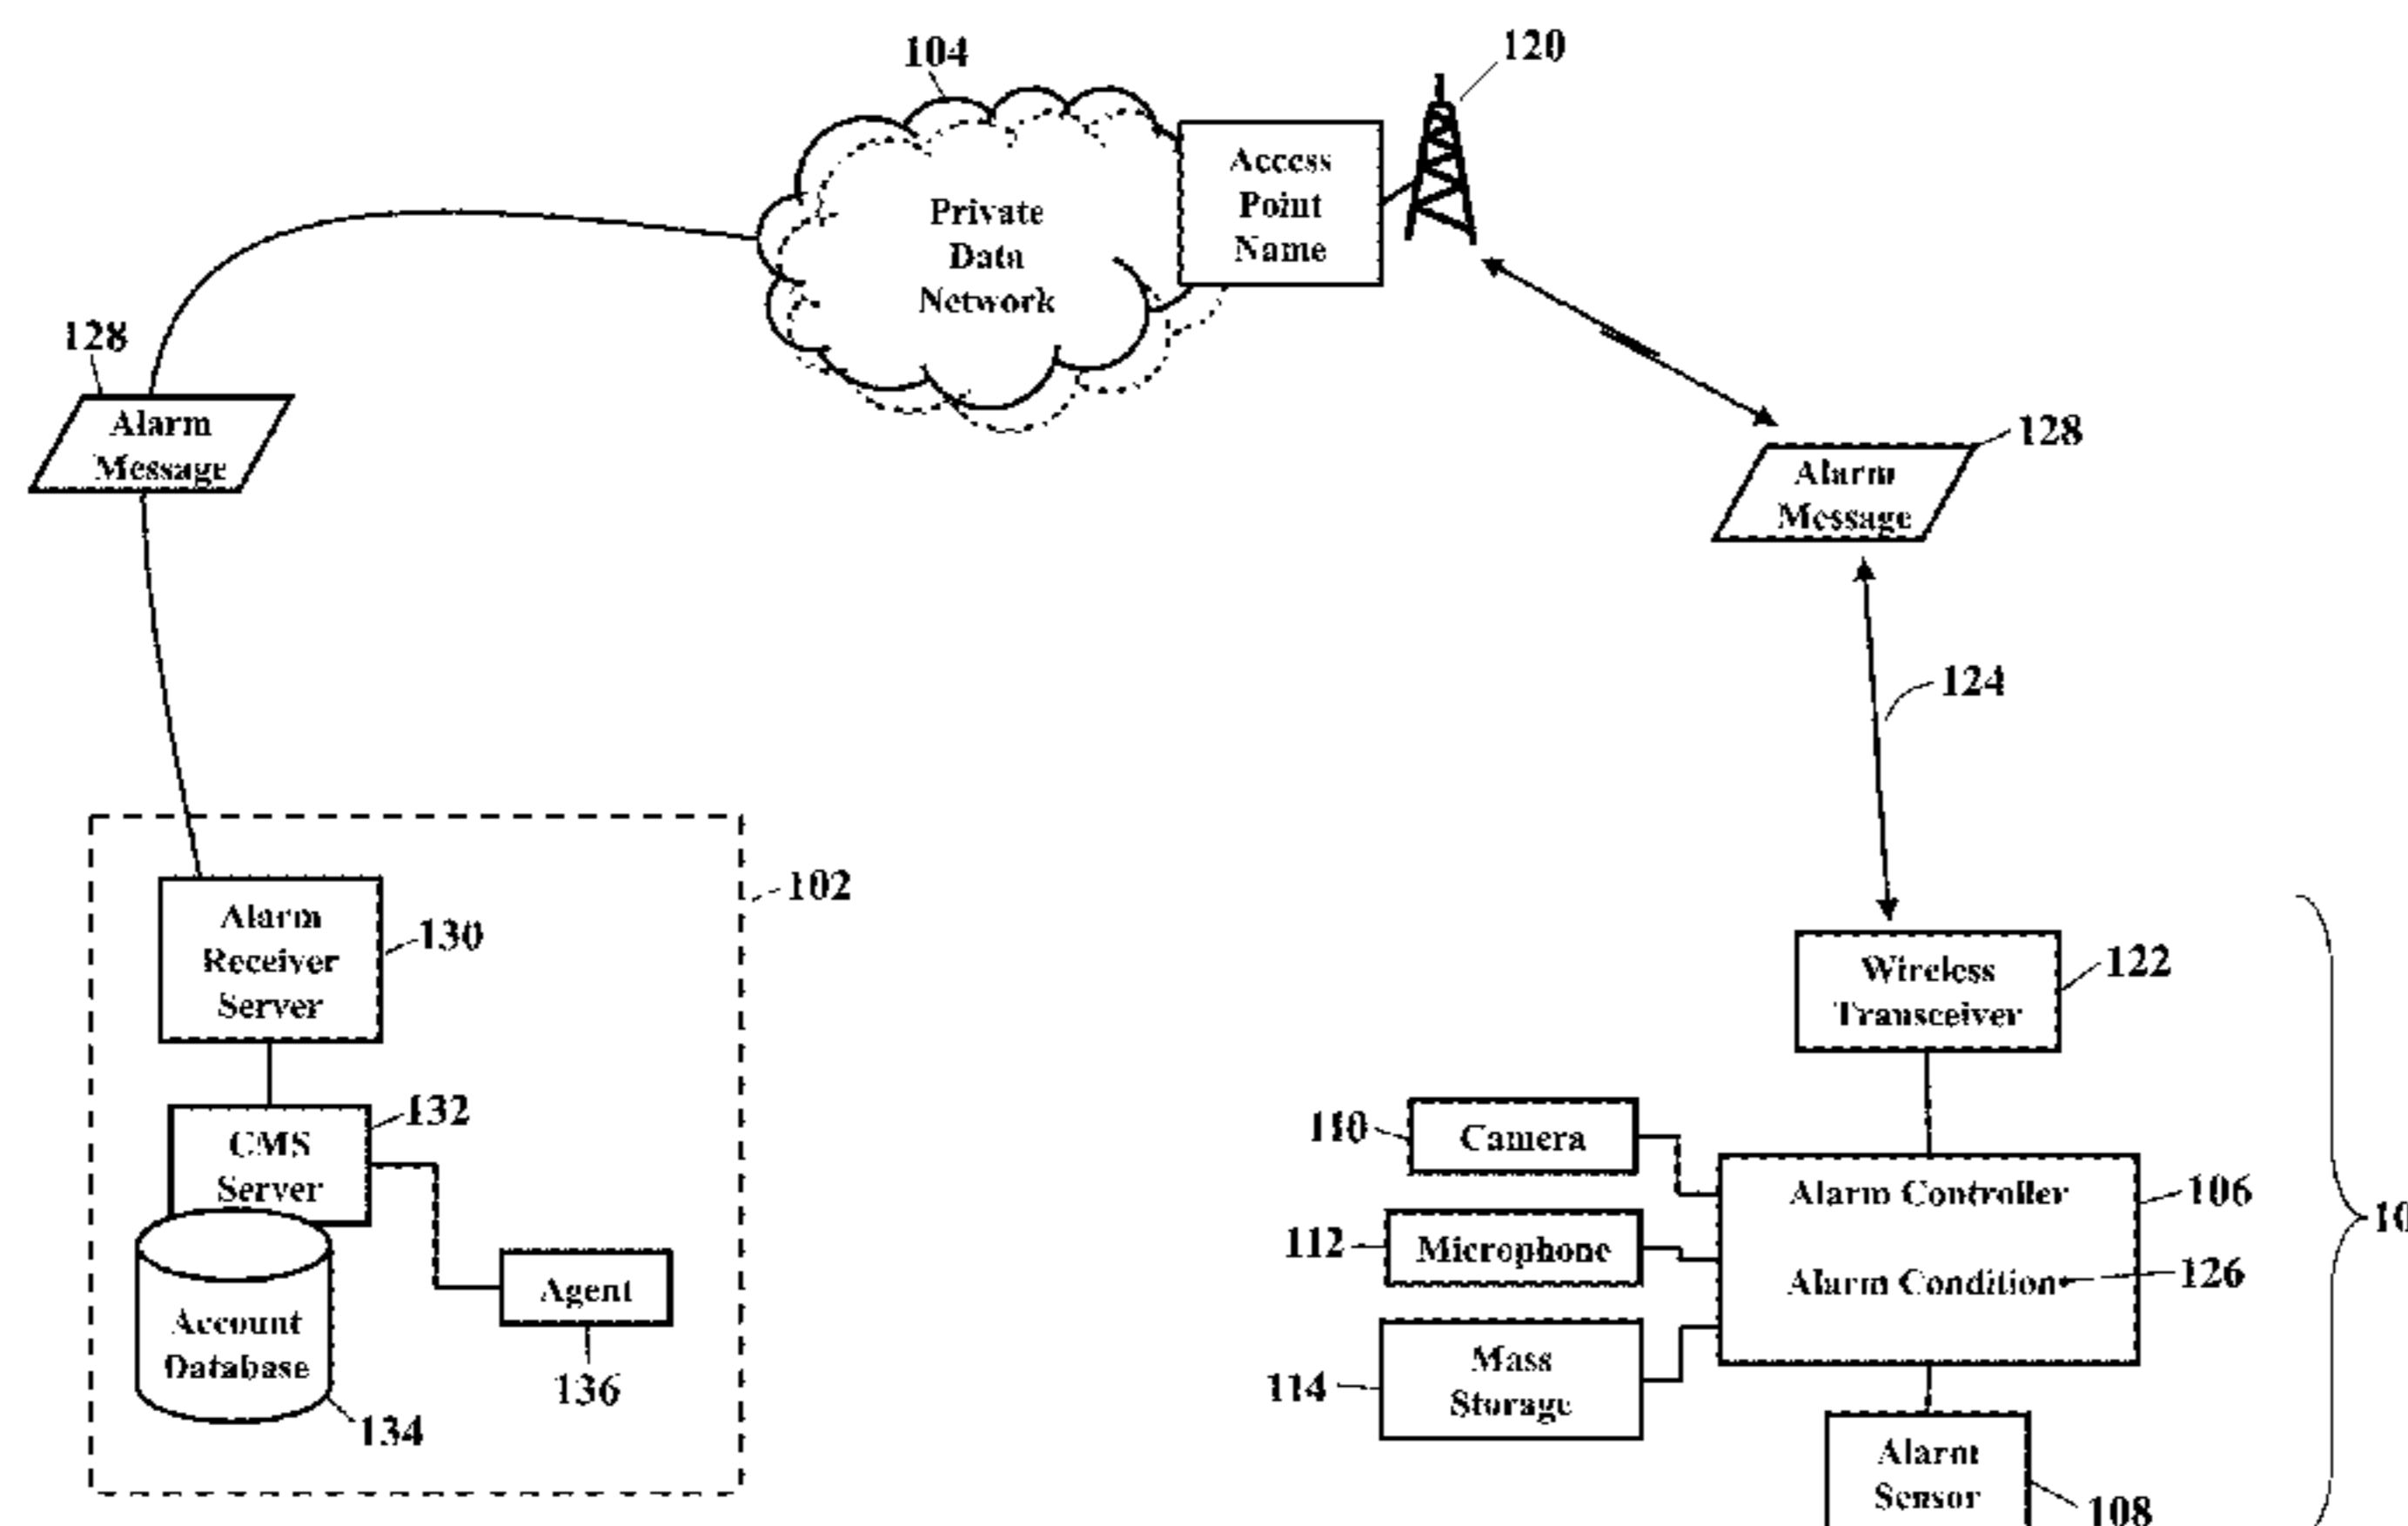 104
120
Access
Point
Name
Private
Data
Network
128
Alarm
Message
128
Alarm
Message
124
102
Alarm
Receiver
Server
130
Wireless
Transceiver
122
132
CMS
Server
110
Camera
Alarm Controller
106
112
Microphone
Alarm Condition
126
10
Agent
136
Account
Database
134
114
Mass
Storage
Alarm
Sensor
108